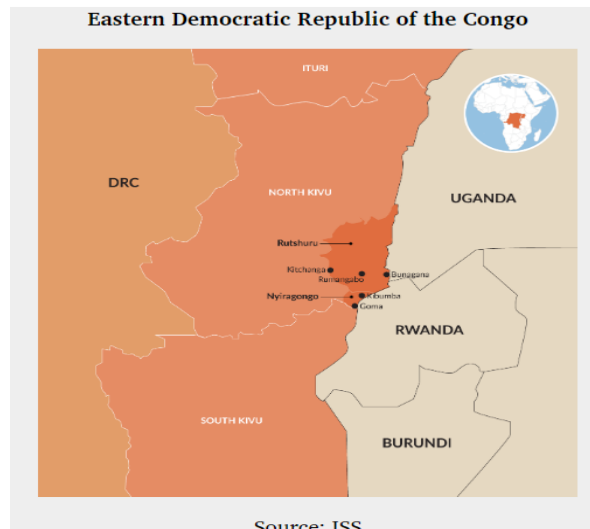 Eastern Democratic Republic of the Congo
ITURI
DRC
NORTH KIVU
UGANDA
Rutshuru
Kitchanga
Rumangabo
Bunagana
Nyiragongo
Kibumba
Goma
RWANDA
SOUTH KIVU
BURUNDI
Source: ISS